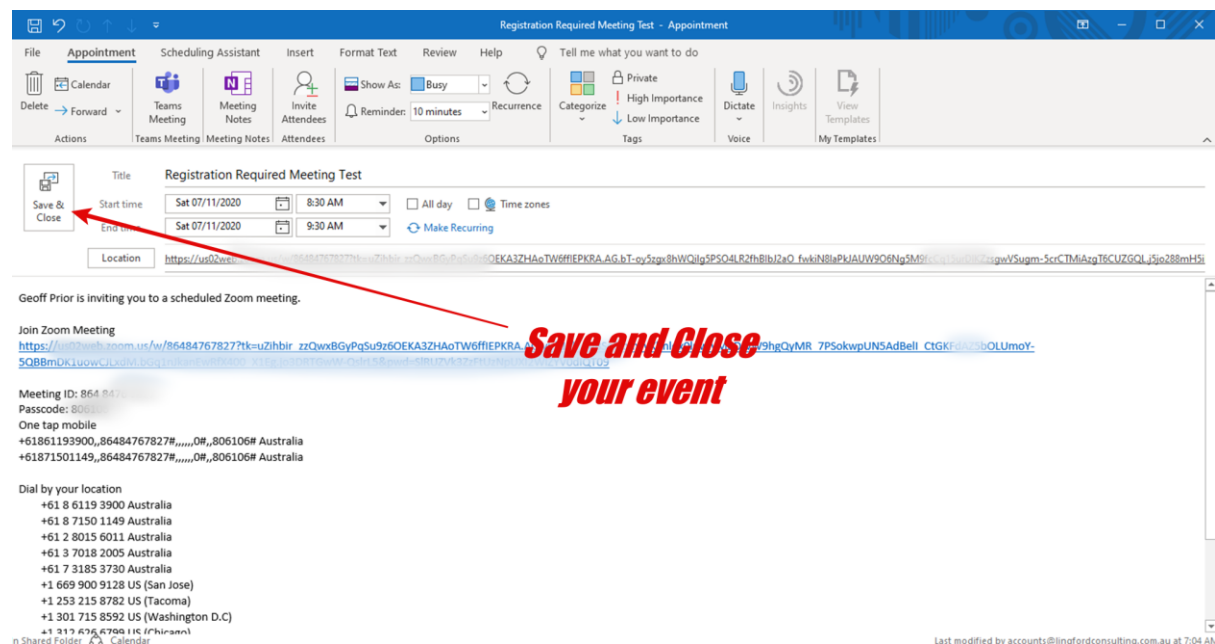 Registration Required Meeting Test - Appointment
File Appointment Scheduling Assistant Insert Format Text Review Help Tell me what you want to do
Delete
Calendar
Forward
Actions
Teams Meeting
Teams Meeting
Meeting Notes
Meeting Notes
Invite Attendees
Attendees
Show As: Busy
Reminder: 10 minutes
Recurrence
Options
Categorize
Private
High Importance
Low Importance
Tags
Dictate
Voice
Insights
View Templates
My Templates
Save & Close
Title Registration Required Meeting Test
Start time Sat 07/11/2020 8:30 AM All day Time zones
End time Sat 07/11/2020 9:30 AM Make Recurring
Location
Geoff Prior is inviting you to a scheduled Zoom meeting.
Join Zoom Meeting
Save and Close
your event
Meeting ID: 864
Passcode:
One tap mobile
+61861193900,,86484767827#,,,,,,0#,,806106# Australia
+61871501149,,86484767827#,,,,,,0#,,806106# Australia
Dial by your location
+61 8 6119 3900 Australia
+61 8 7150 1149 Australia
+61 2 8015 6011 Australia
+61 3 7018 2005 Australia
+61 7 3185 3730 Australia
+1 669 900 9128 US (San Jose)
+1 253 215 8782 US (Tacoma)
+1 301 715 8592 US (Washington D.C)
+1 312 626 6799 US (Chicago)
n Shared Folder Calendar
Last modified by accounts@lingfordconsulting.com.au at 7:04 AM